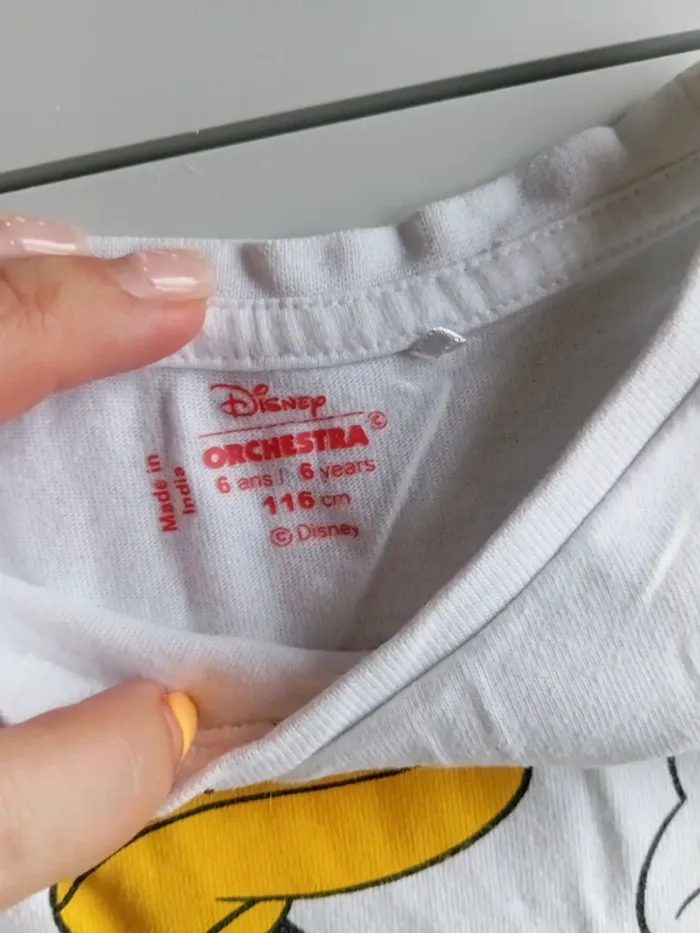 Disney
ORCHESTRA©
6 ans / 6 years
116 cm
© Disney
Made in
India